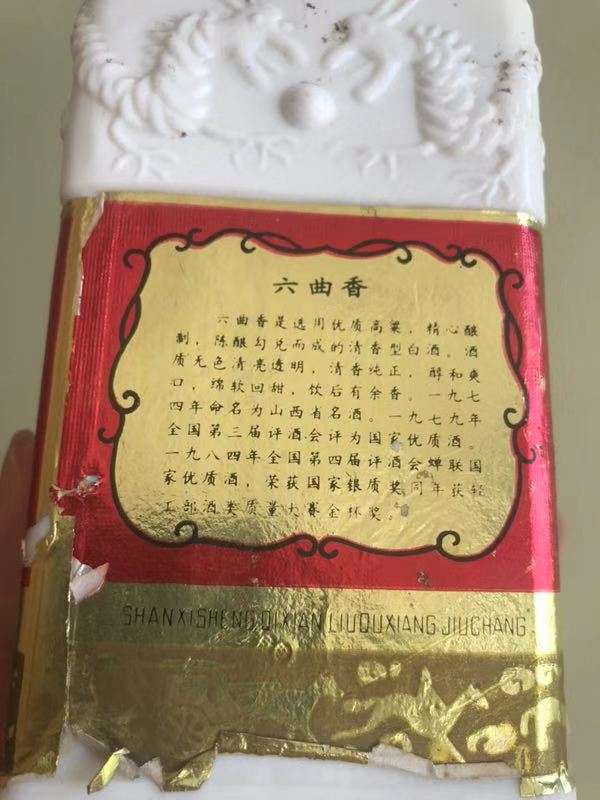 六曲香
六曲香是选用优质高粱，精心酿
制，陈酿勾兑而成的清香型白酒。酒
质无色清亮透明，清香纯正，醇和爽
口，绵软回甜，饮后有余香。一九七
四年命名为山西省名酒。一九七九年
全国第三届评酒会评为国家优质酒。
一九八四年全国第四届评酒会蝉联国
家优质酒，荣获国家银质奖同年获轻
工部酒类质量大赛金杯奖。
SHANXISHENG QIXIAN LIUQUXIANG JIUCHANG